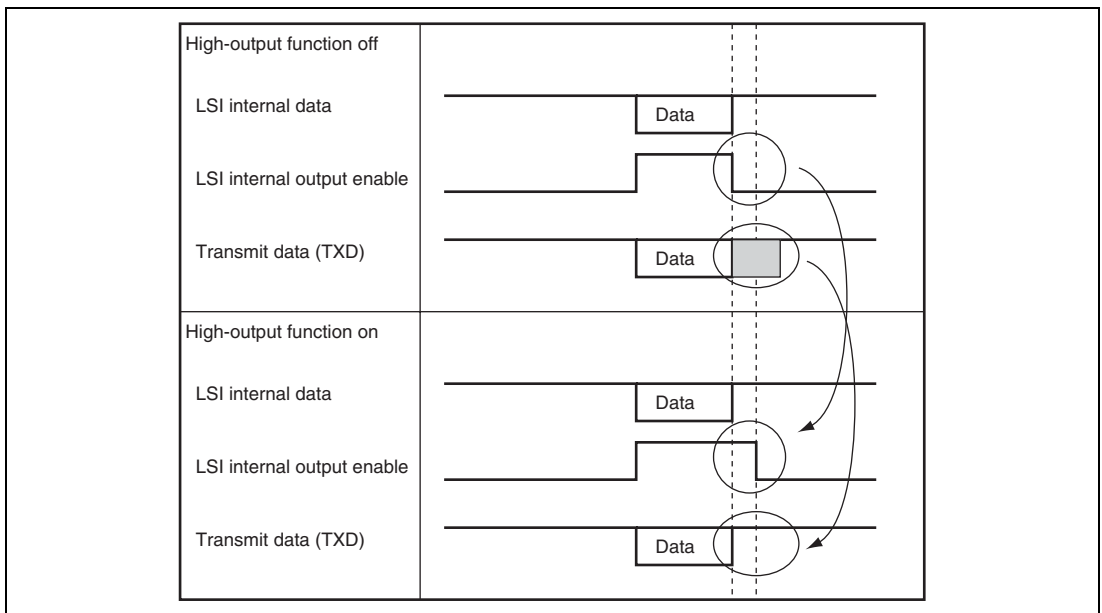 High-output function off
LSI internal data
Data
LSI internal output enable
Transmit data (TXD)
Data
High-output function on
LSI internal data
Data
LSI internal output enable
Transmit data (TXD)
Data